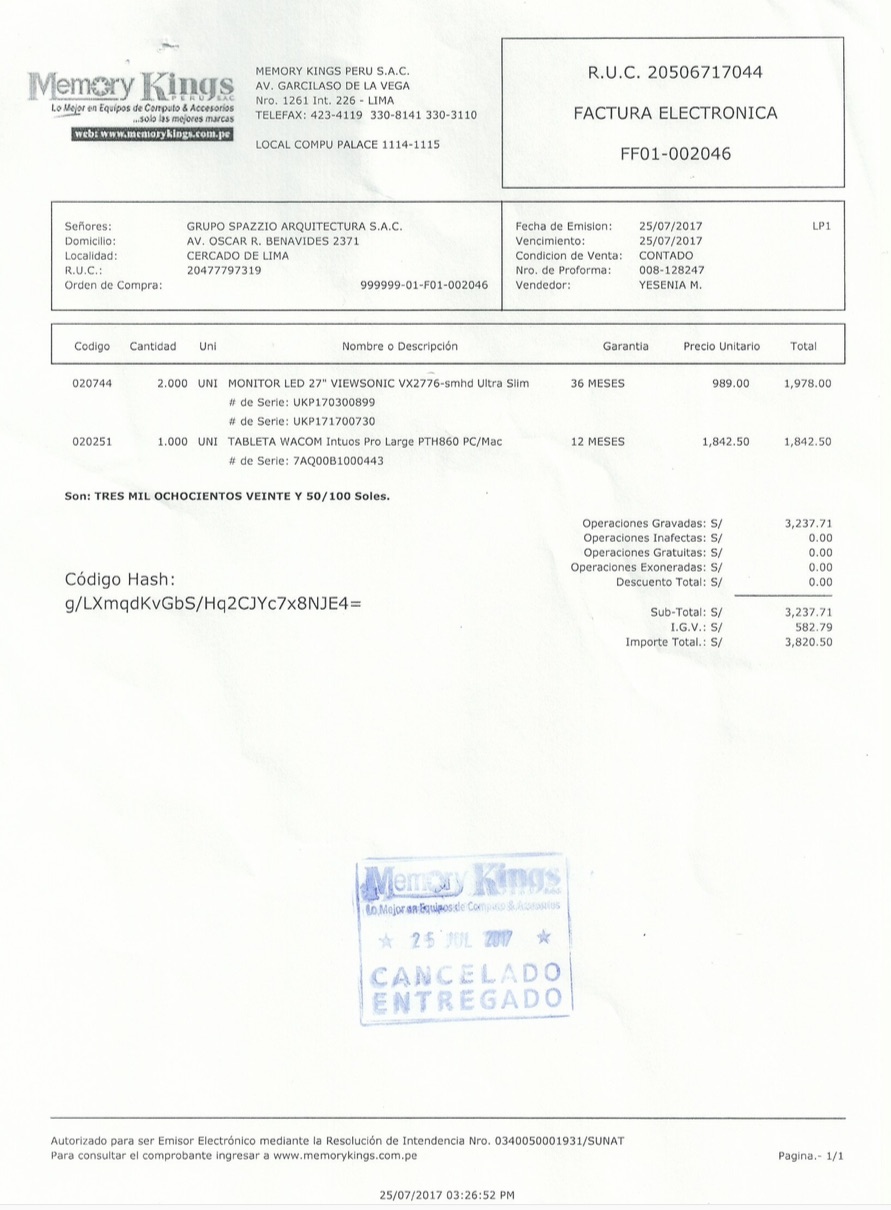 Memory Kings
PERU SAC
Lo Mejor en Equipos de Computo & Accesorios
...solo las mejores marcas
web: www.memorykings.com.pe
MEMORY KINGS PERU S.A.C.
AV. GARCILASO DE LA VEGA
Nro. 1261 Int. 226 - LIMA
TELEFAX: 423-4119 330-8141 330-3110
LOCAL COMPU PALACE 1114-1115
R.U.C. 20506717044
FACTURA ELECTRONICA
FF01-002046
Señores: GRUPO SPAZZIO ARQUITECTURA S.A.C.
Domicilio: AV. OSCAR R. BENAVIDES 2371
Localidad: CERCADO DE LIMA
R.U.C.: 20477797319
Orden de Compra: 999999-01-F01-002046
Fecha de Emision: 25/07/2017 LP1
Vencimiento: 25/07/2017
Condicion de Venta: CONTADO
Nro. de Proforma: 008-128247
Vendedor: YESENIA M.
Codigo Cantidad Uni Nombre o Descripción Garantia Precio Unitario Total
020744 2.000 UNI MONITOR LED 27" VIEWSONIC VX2776-smhd Ultra Slim 36 MESES 989.00 1,978.00
# de Serie: UKP170300899
# de Serie: UKP171700730
020251 1.000 UNI TABLETA WACOM Intuos Pro Large PTH860 PC/Mac 12 MESES 1,842.50 1,842.50
# de Serie: 7AQ00B1000443
Son: TRES MIL OCHOCIENTOS VEINTE Y 50/100 Soles.
Operaciones Gravadas: S/ 3,237.71
Operaciones Inafectas: S/ 0.00
Operaciones Gratuitas: S/ 0.00
Operaciones Exoneradas: S/ 0.00
Descuento Total: S/ 0.00
Sub-Total: S/ 3,237.71
I.G.V.: S/ 582.79
Importe Total.: S/ 3,820.50
Código Hash:
g/LXmqdKvGbS/Hq2CJYc7x8NJE4=
Memory Kings
Lo Mejor en Equipos de Computo & Accesorios
25 JUL 2017
CANCELADO
ENTREGADO
Autorizado para ser Emisor Electrónico mediante la Resolución de Intendencia Nro. 0340050001931/SUNAT
Para consultar el comprobante ingresar a www.memorykings.com.pe
Pagina.- 1/1
25/07/2017 03:26:52 PM